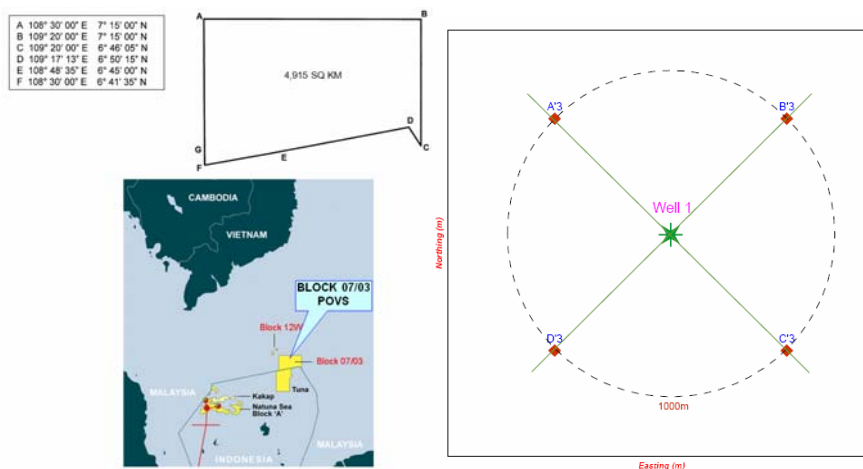 A 108° 30' 00" E 7° 15' 00" N
B 109° 20' 00" E 7° 15' 00" N
C 109° 20' 00" E 6° 46' 05" N
D 109° 17' 13" E 6° 50' 15" N
E 108° 48' 35" E 6° 45' 00" N
F 108° 30' 00" E 6° 41' 35" N
A
B
4,915 SQ KM
D
C
G
E
F
CAMBODIA
VIETNAM
BLOCK 07/03
POVS
Block 12W
Block 07/03
MALAYSIA
Tuna
Kakap
Natuna Sea
Block 'A'
MALAYSIA
INDONESIA
A'3
B'3
Well 1
Northing (m)
D'3
C'3
1000m
Easting (m)